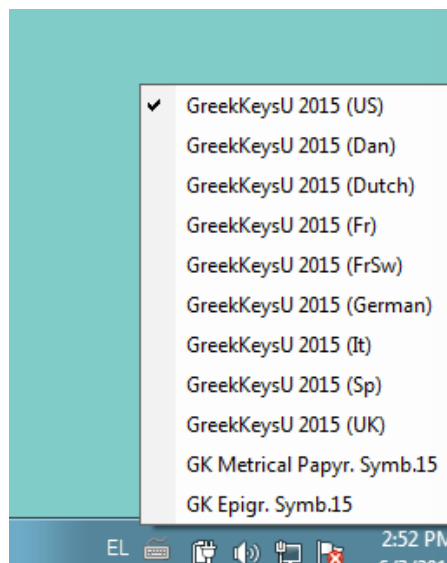 GreekKeysU 2015 (US)
GreekKeysU 2015 (Dan)
GreekKeysU 2015 (Dutch)
GreekKeysU 2015 (Fr)
GreekKeysU 2015 (FrSw)
GreekKeysU 2015 (German)
GreekKeysU 2015 (It)
GreekKeysU 2015 (Sp)
GreekKeysU 2015 (UK)
GK Metrical Papyr. Symb.15
GK Epigr. Symb.15
EL 2:52 PM